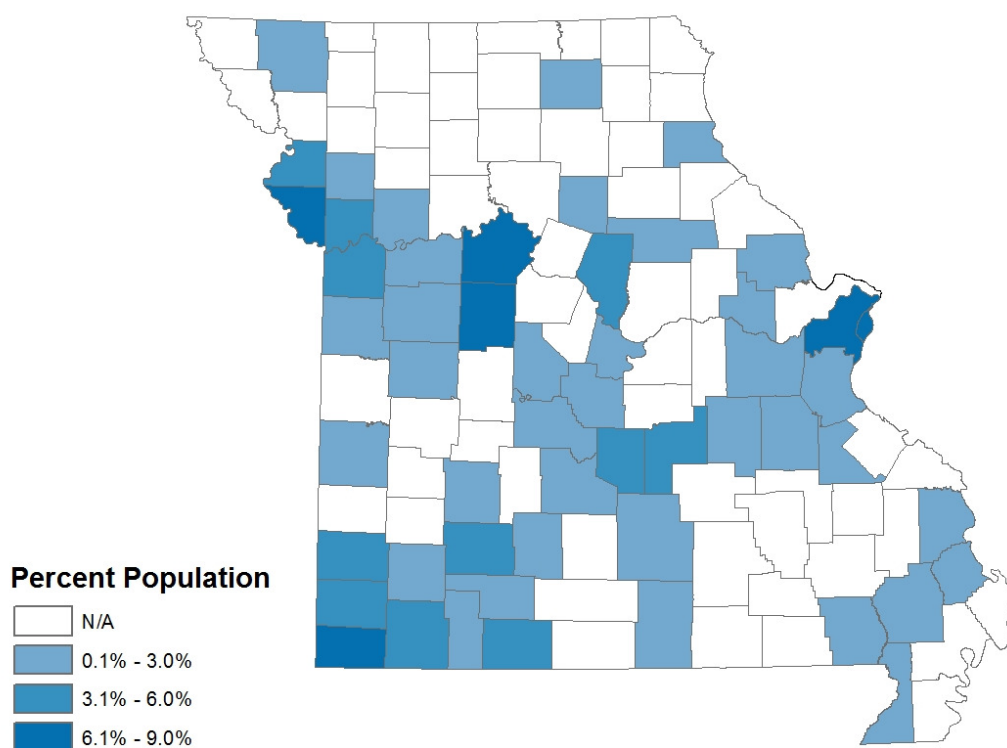 Percent Population
N/A
0.1% - 3.0%
3.1% - 6.0%
6.1% - 9.0%